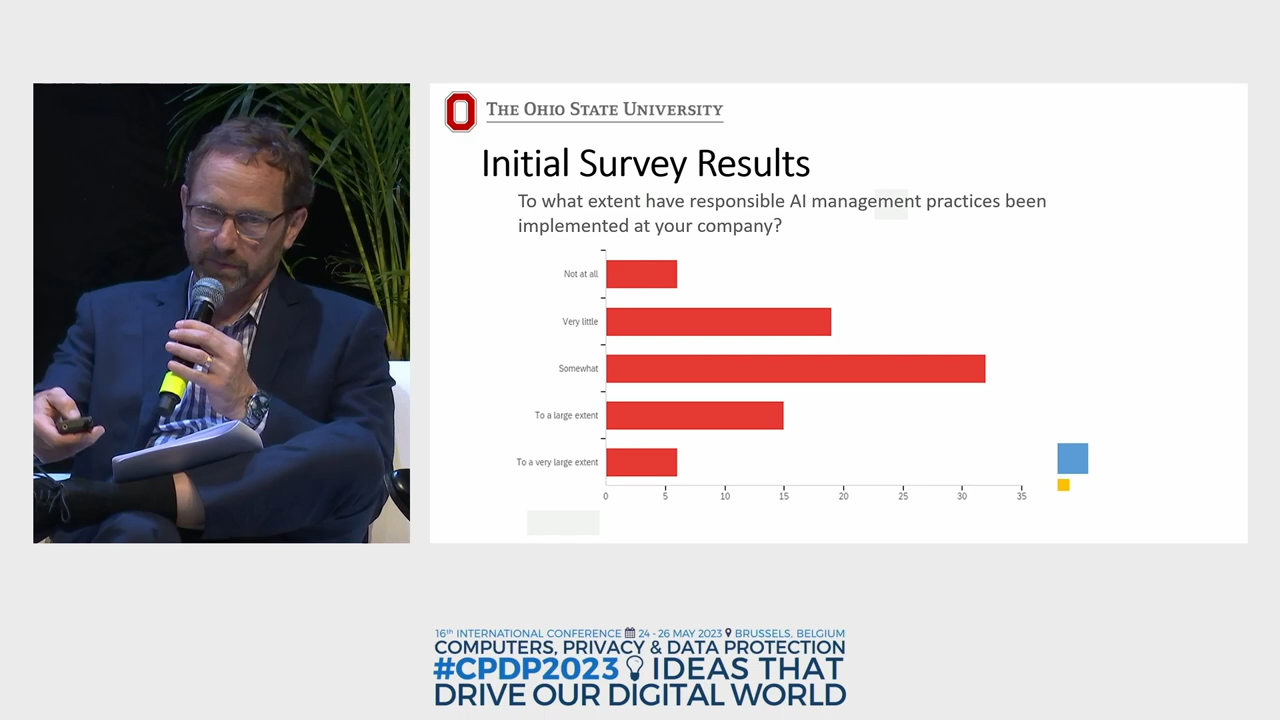 THE OHIO STATE UNIVERSITY
Initial Survey Results
To what extent have responsible AI management practices been
implemented at your company?
Not at all
Very little
Somewhat
To a large extent
To a very large extent
0 5 10 15 20 25 30 35
16th INTERNATIONAL CONFERENCE 24 - 26 MAY 2023 BRUSSELS, BELGIUM
COMPUTERS, PRIVACY & DATA PROTECTION
#CPDP2023 IDEAS THAT
DRIVE OUR DIGITAL WORLD